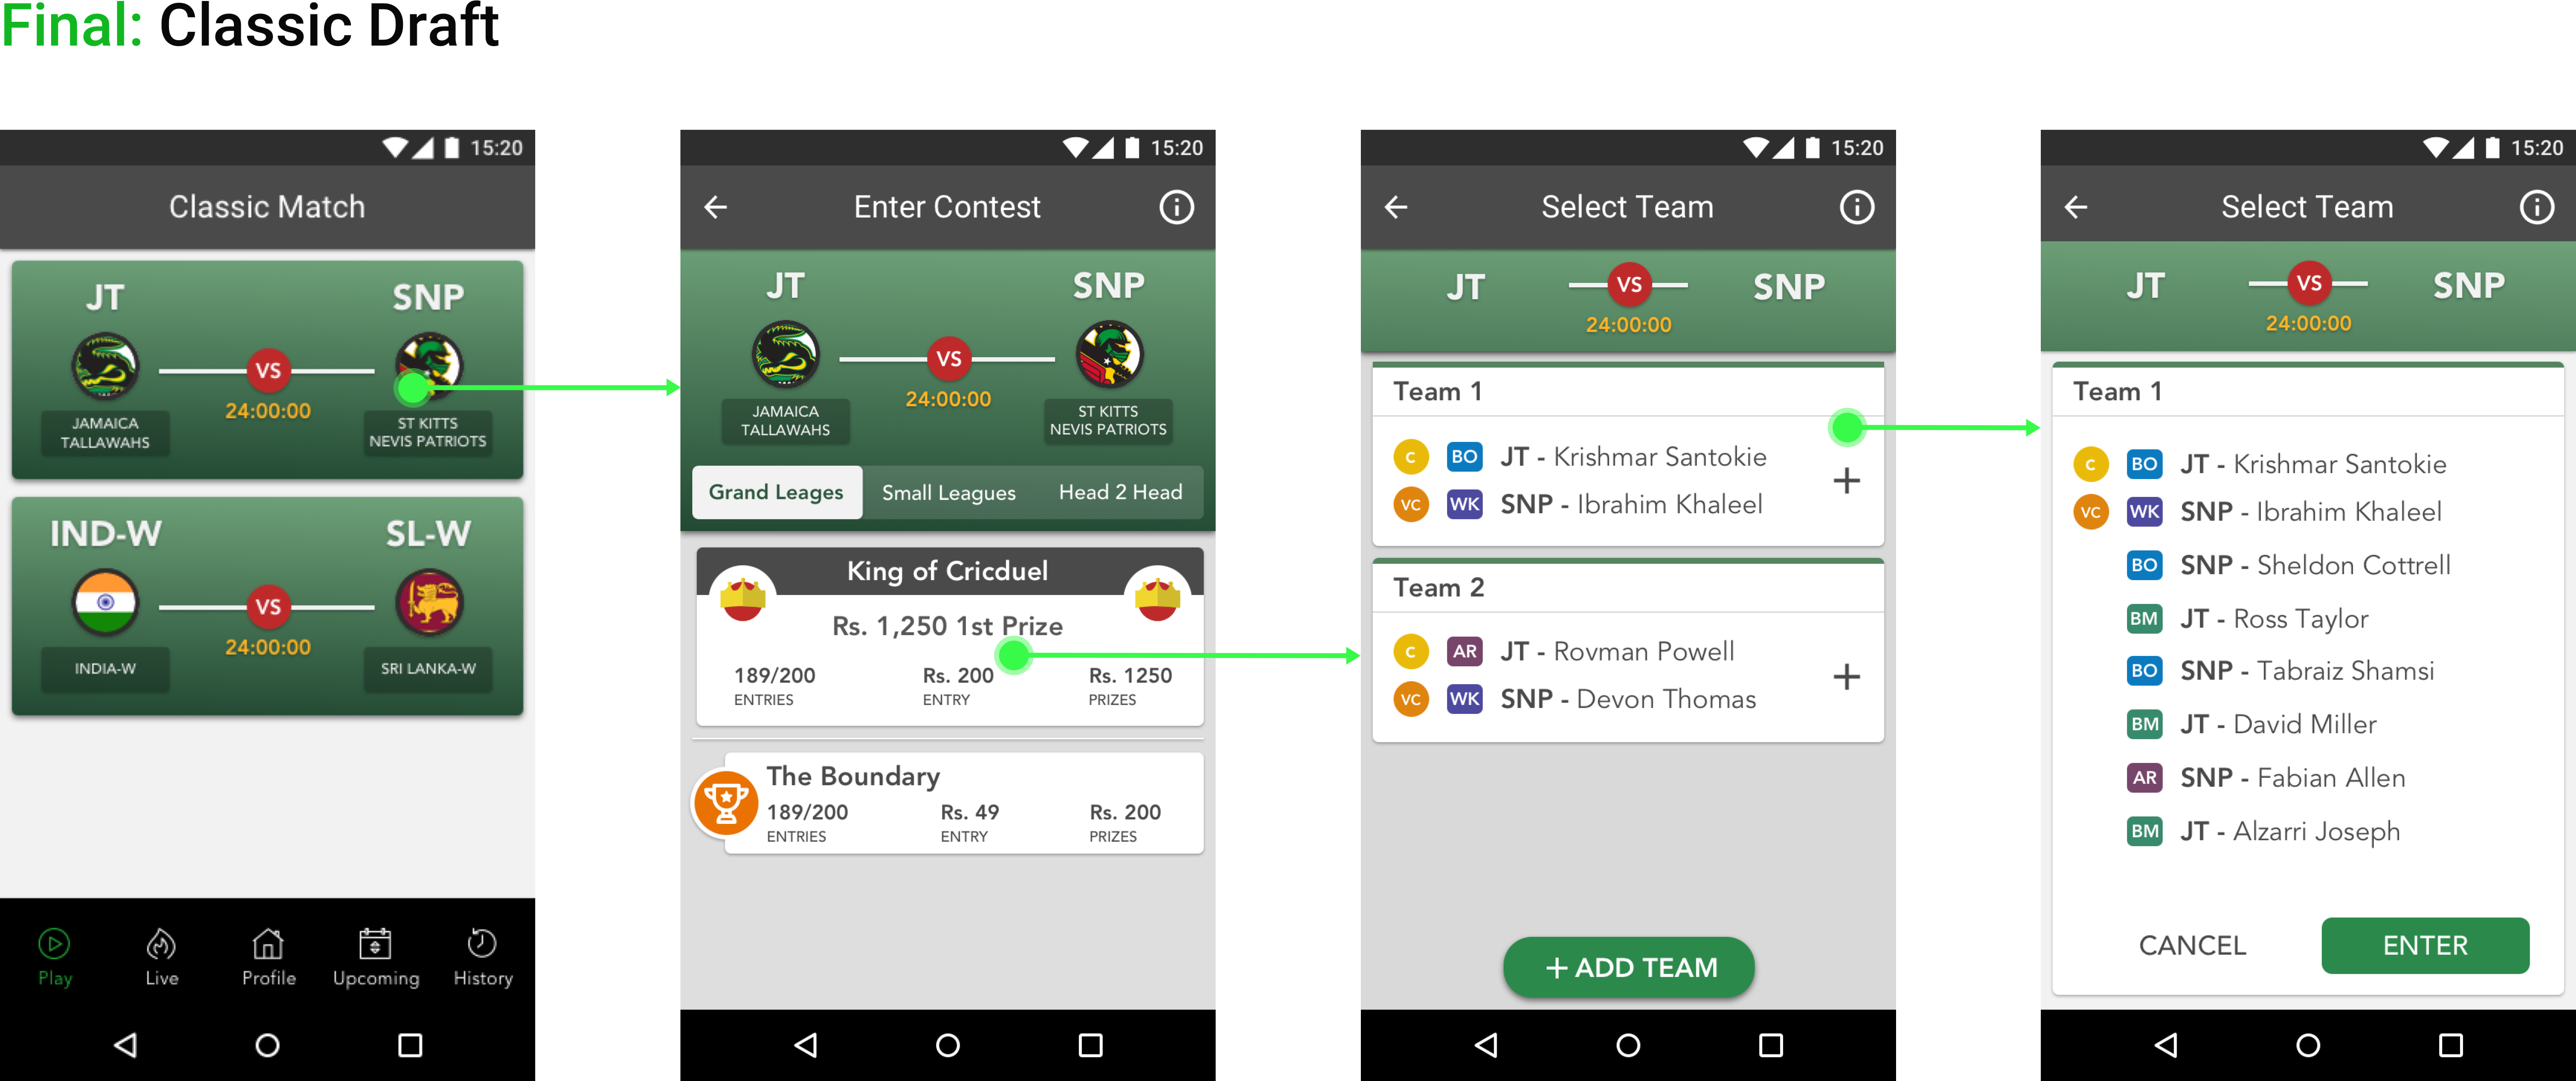 Final: Classic Draft
15:20
Classic Match
JT
SNP
VS
24:00:00
JAMAICA
TALLAWAHS
ST KITTS
NEVIS PATRIOTS
IND-W
SL-W
VS
24:00:00
INDIA-W
SRI LANKA-W
Play
Live
Profile
Upcoming
History
15:20
Enter Contest
JT
SNP
VS
24:00:00
JAMAICA
TALLAWAHS
ST KITTS
NEVIS PATRIOTS
Grand Leages Small Leagues Head 2 Head
King of Cricduel
Rs. 1,250 1st Prize
189/200 Rs. 200 Rs. 1250
ENTRIES ENTRY PRIZES
The Boundary
189/200 Rs. 49 Rs. 200
ENTRIES ENTRY PRIZES
15:20
Select Team
JT VS SNP
24:00:00
Team 1
C BO JT - Krishmar Santokie
VC WK SNP - Ibrahim Khaleel
+
Team 2
C AR JT - Rovman Powell
VC WK SNP - Devon Thomas
+
+ ADD TEAM
15:20
Select Team
JT VS SNP
24:00:00
Team 1
C BO JT - Krishmar Santokie
VC WK SNP - Ibrahim Khaleel
BO SNP - Sheldon Cottrell
BM JT - Ross Taylor
BO SNP - Tabraiz Shamsi
BM JT - David Miller
AR SNP - Fabian Allen
BM JT - Alzarri Joseph
CANCEL ENTER